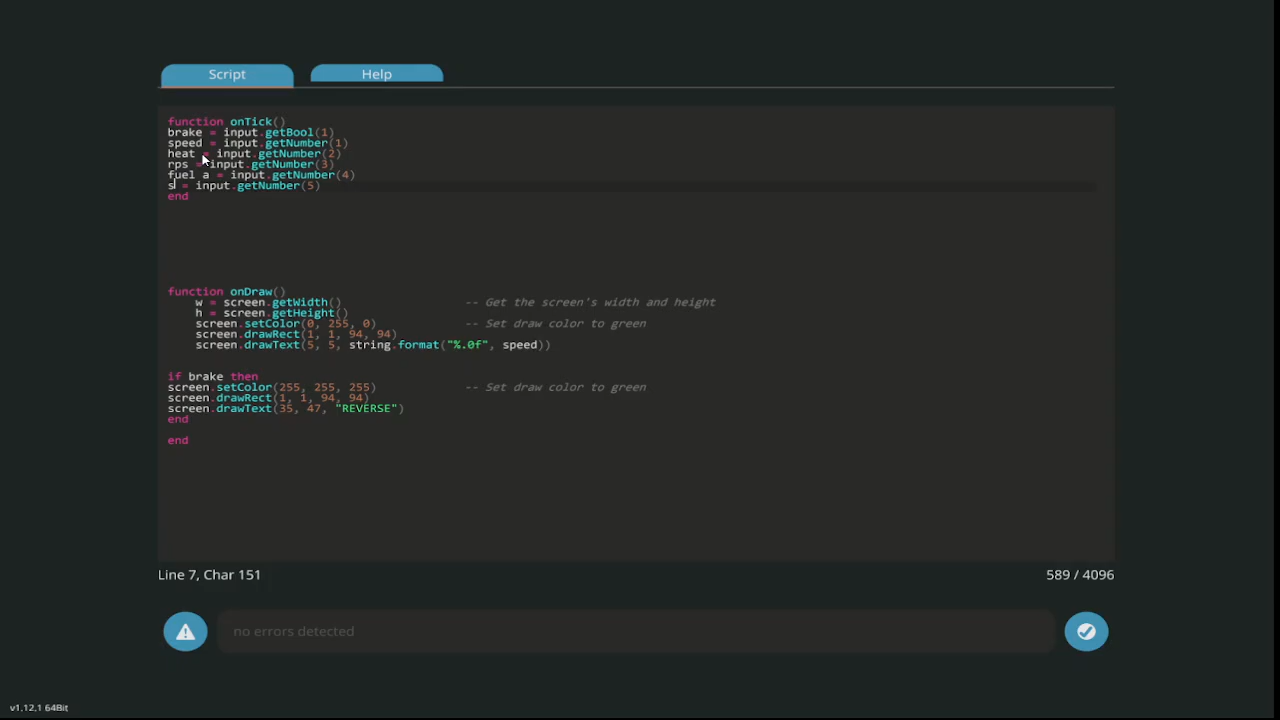 Script
Help
function onTick()
brake = input.getBool(1)
speed = input.getNumber(1)
heat = input.getNumber(2)
rps = input.getNumber(3)
fuel a = input.getNumber(4)
s = input.getNumber(5)
end
function onDraw()
w = screen.getWidth() -- Get the screen's width and height
h = screen.getHeight()
screen.setColor(0, 255, 0) -- Set draw color to green
screen.drawRect(1, 1, 94, 94)
screen.drawText(5, 5, string.format("%.0f", speed))
if brake then
screen.setColor(255, 255, 255) -- Set draw color to green
screen.drawRect(1, 1, 94, 94)
screen.drawText(35, 47, "REVERSE")
end
end
Line 7, Char 151
589 / 4096
no errors detected
v1.12.1 64Bit